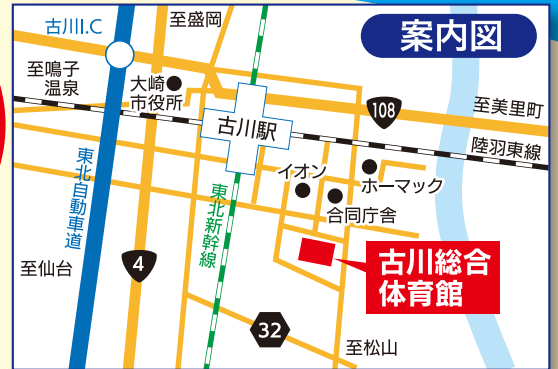 案内図
古川I.C
至盛岡
至鳴子
温泉
大崎
市役所
古川駅
108
至美里町
陸羽東線
イオン
ホーマック
合同庁舎
東北自動車道
東北新幹線
古川総合
体育館
至仙台
4
32
至松山